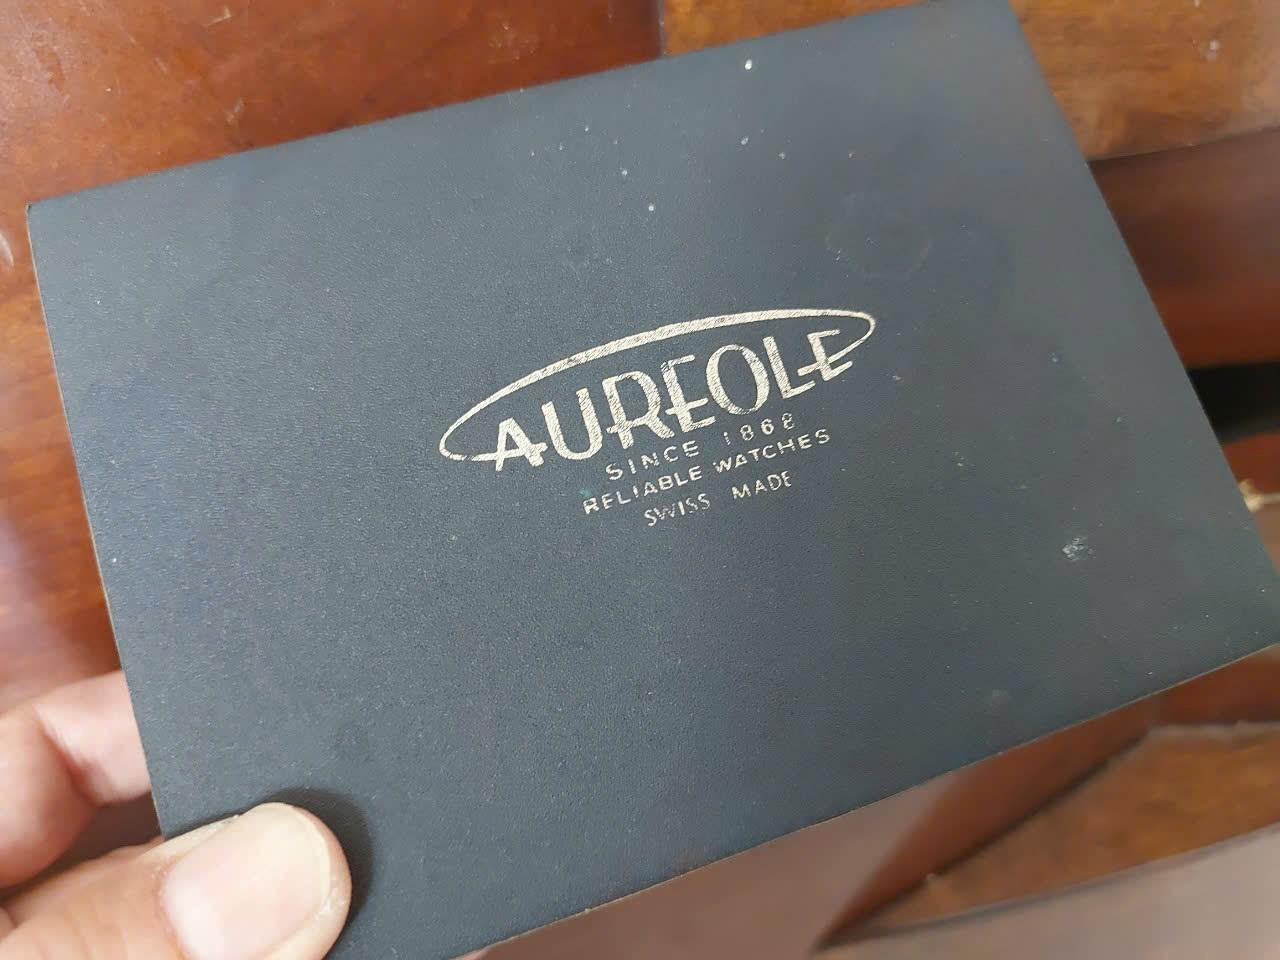 AUREOLE
SINCE 1868
RELIABLE WATCHES
SWISS MADE